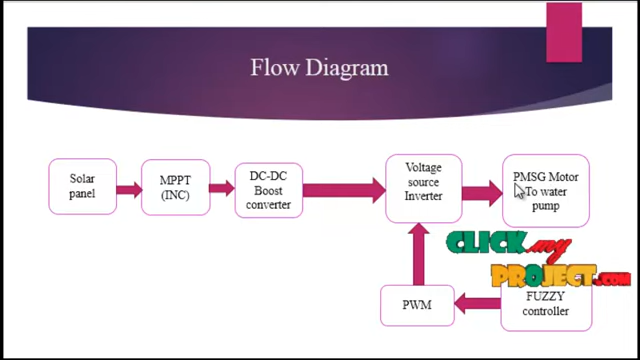 Flow Diagram
Solar
panel
MPPT
(INC)
DC-DC
Boost
converter
Voltage
source
Inverter
PMSG Motor
To water
pump
CLICK my
PROJECT.COM
PWM
FUZZY
controller